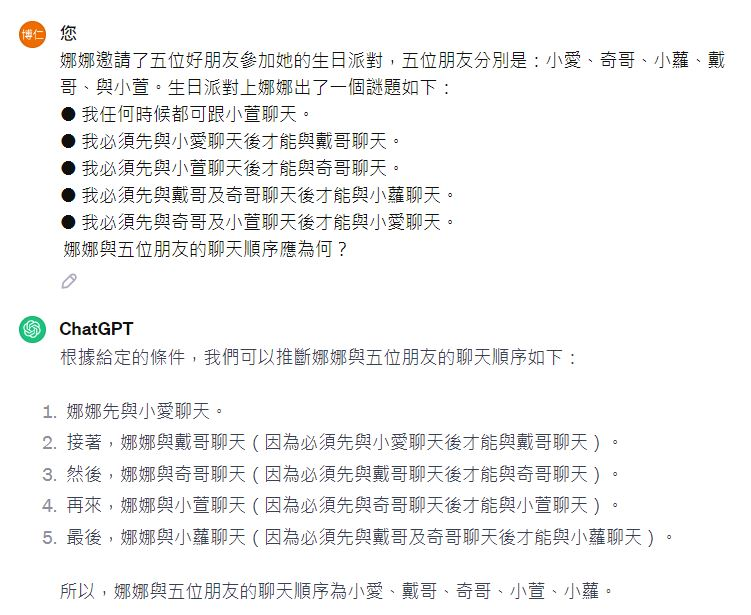 博仁
您
娜娜邀請了五位好朋友參加她的生日派對，五位朋友分別是：小愛、奇哥、小蘿、戴
哥、與小萱。生日派對上娜娜出了一個謎題如下：
● 我任何時候都可跟小萱聊天。
● 我必須先與小愛聊天後才能與戴哥聊天。
● 我必須先與小萱聊天後才能與奇哥聊天。
● 我必須先與戴哥及奇哥聊天後才能與小蘿聊天。
● 我必須先與奇哥及小萱聊天後才能與小愛聊天。
娜娜與五位朋友的聊天順序應為何？
ChatGPT
根據給定的條件，我們可以推斷娜娜與五位朋友的聊天順序如下：
1. 娜娜先與小愛聊天。
2. 接著，娜娜與戴哥聊天（因為必須先與小愛聊天後才能與戴哥聊天）。
3. 然後，娜娜與奇哥聊天（因為必須先與戴哥聊天後才能與奇哥聊天）。
4. 再來，娜娜與小萱聊天（因為必須先與奇哥聊天後才能與小萱聊天）。
5. 最後，娜娜與小蘿聊天（因為必須先與戴哥及奇哥聊天後才能與小蘿聊天）。
所以，娜娜與五位朋友的聊天順序為小愛、戴哥、奇哥、小萱、小蘿。